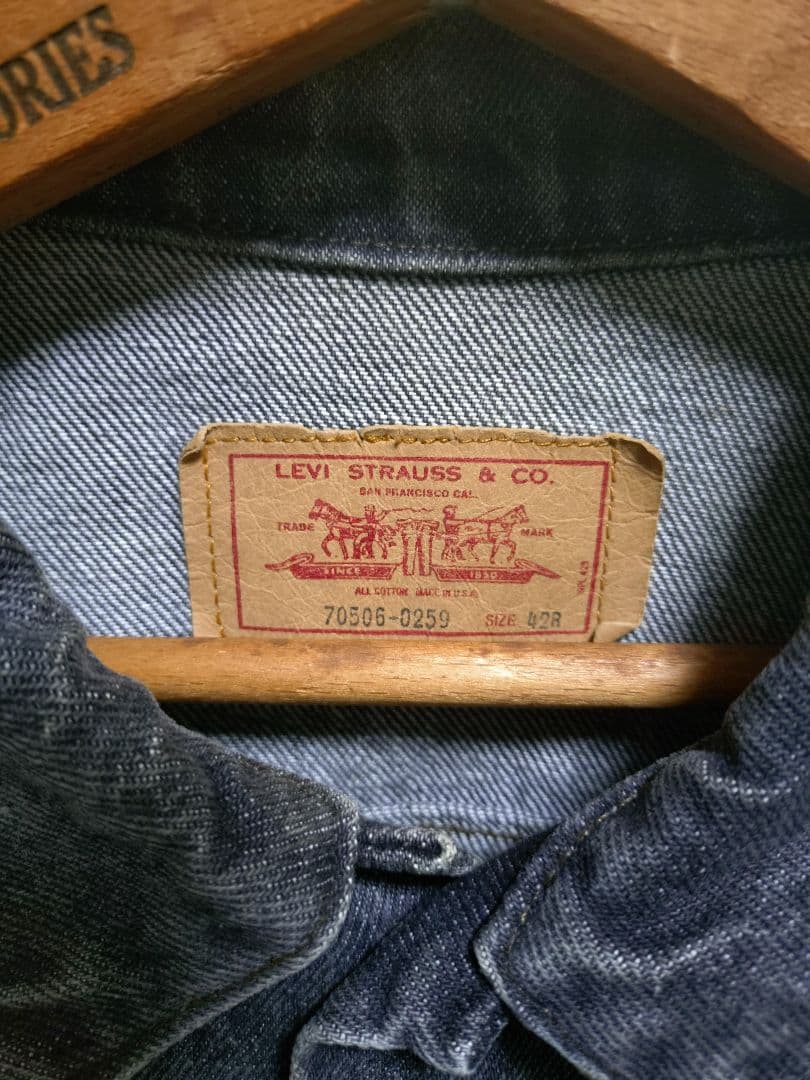 ORIES
LEVI STRAUSS & CO.
SAN FRANCISCO CAL.
TRADE MARK
SINCE 1850
ALL COTTON MADE IN U.S.A.
70506-0259 SIZE 42R